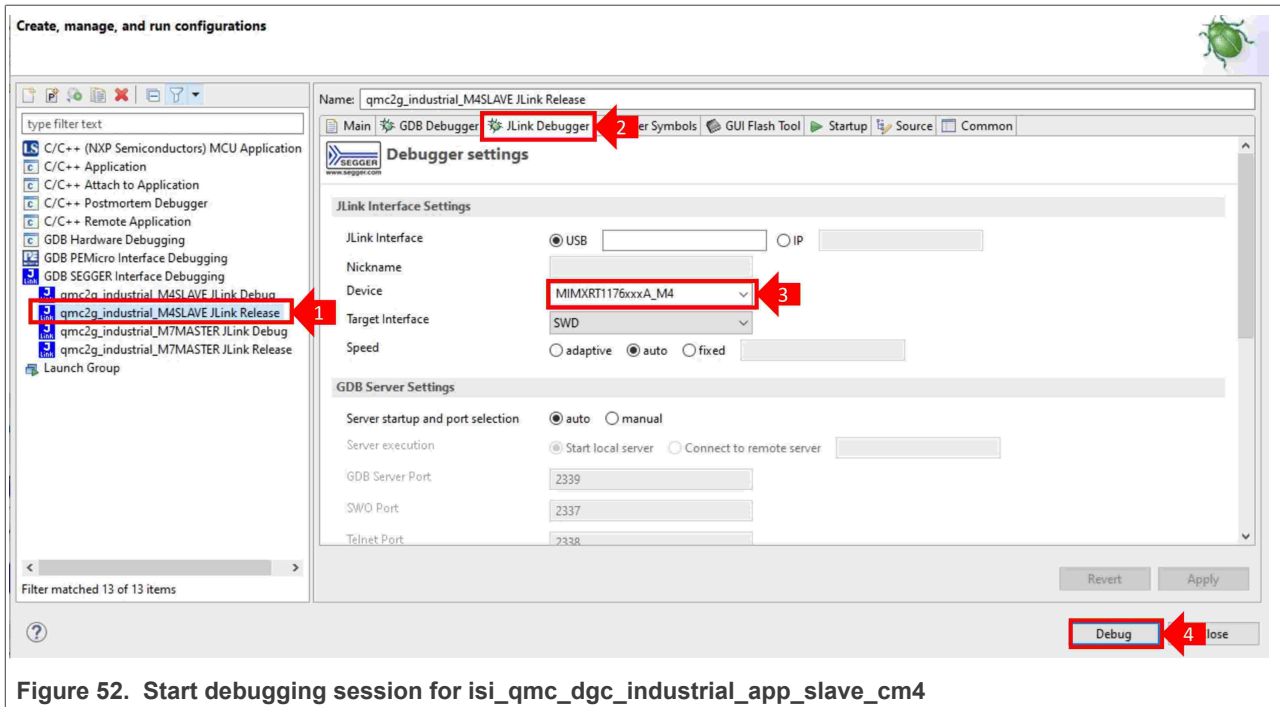 Create, manage, and run configurations
type filter text
C/C++ (NXP Semiconductors) MCU Application
C/C++ Application
C/C++ Attach to Application
C/C++ Postmortem Debugger
C/C++ Remote Application
GDB Hardware Debugging
GDB PEMicro Interface Debugging
GDB SEGGER Interface Debugging
qmc2g_industrial_M4SLAVE JLink Debug
qmc2g_industrial_M4SLAVE JLink Release
1
qmc2g_industrial_M7MASTER JLink Debug
qmc2g_industrial_M7MASTER JLink Release
Launch Group
Filter matched 13 of 13 items
Name: qmc2g_industrial_M4SLAVE JLink Release
Main GDB Debugger JLink Debugger 2 er Symbols GUI Flash Tool Startup Source Common
SEGGER
www.segger.com
Debugger settings
JLink Interface Settings
JLink Interface USB IP
Nickname
Device MIMXRT1176xxxA_M4 3
Target Interface SWD
Speed adaptive auto fixed
GDB Server Settings
Server startup and port selection auto manual
Server execution Start local server Connect to remote server
GDB Server Port 2339
SWO Port 2337
Telnet Port 2338
Revert Apply
Debug 4 lose
Figure 52. Start debugging session for isi_qmc_dgc_industrial_app_slave_cm4